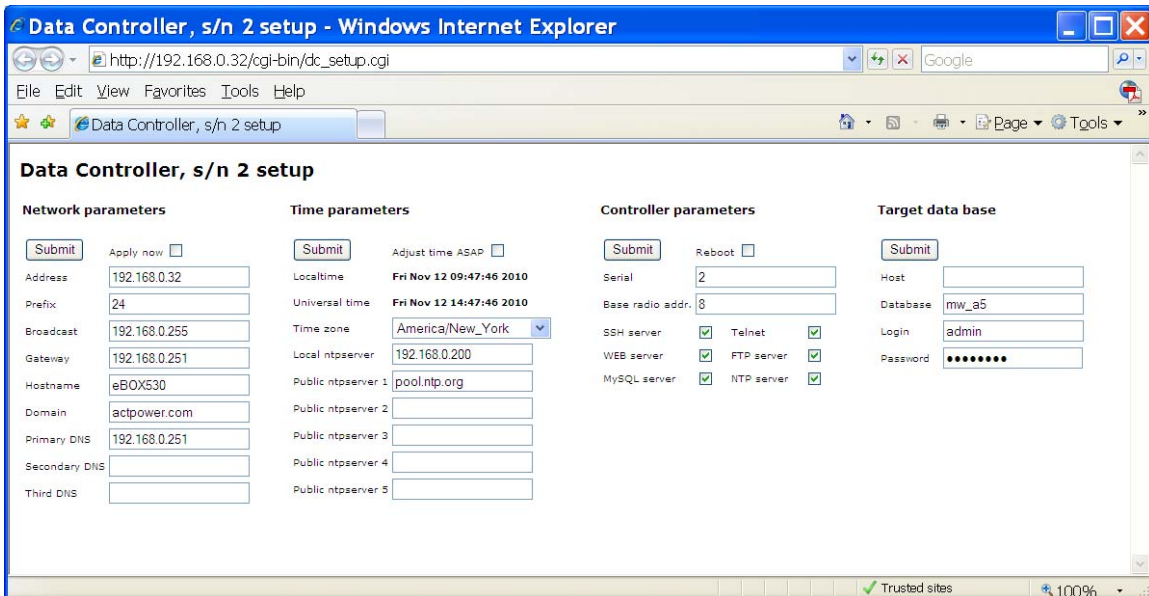 Data Controller, s/n 2 setup - Windows Internet Explorer
http://192.168.0.32/cgi-bin/dc_setup.cgi
Google
File Edit View Favorites Tools Help
Data Controller, s/n 2 setup
Page Tools »
Data Controller, s/n 2 setup
Network parameters
Submit Apply now
Address 192.168.0.32
Prefix 24
Broadcast 192.168.0.255
Gateway 192.168.0.251
Hostname eBOX530
Domain actpower.com
Primary DNS 192.168.0.251
Secondary DNS
Third DNS
Time parameters
Submit Adjust time ASAP
Localtime Fri Nov 12 09:47:46 2010
Universal time Fri Nov 12 14:47:46 2010
Time zone America/New_York
Local ntpserver 192.168.0.200
Public ntpserver 1 pool.ntp.org
Public ntpserver 2
Public ntpserver 3
Public ntpserver 4
Public ntpserver 5
Controller parameters
Submit Reboot
Serial 2
Base radio addr. 8
SSH server Telnet
WEB server FTP server
MySQL server NTP server
Target data base
Submit
Host
Database mw_a5
Login admin
Password ••••••••
Trusted sites 100%